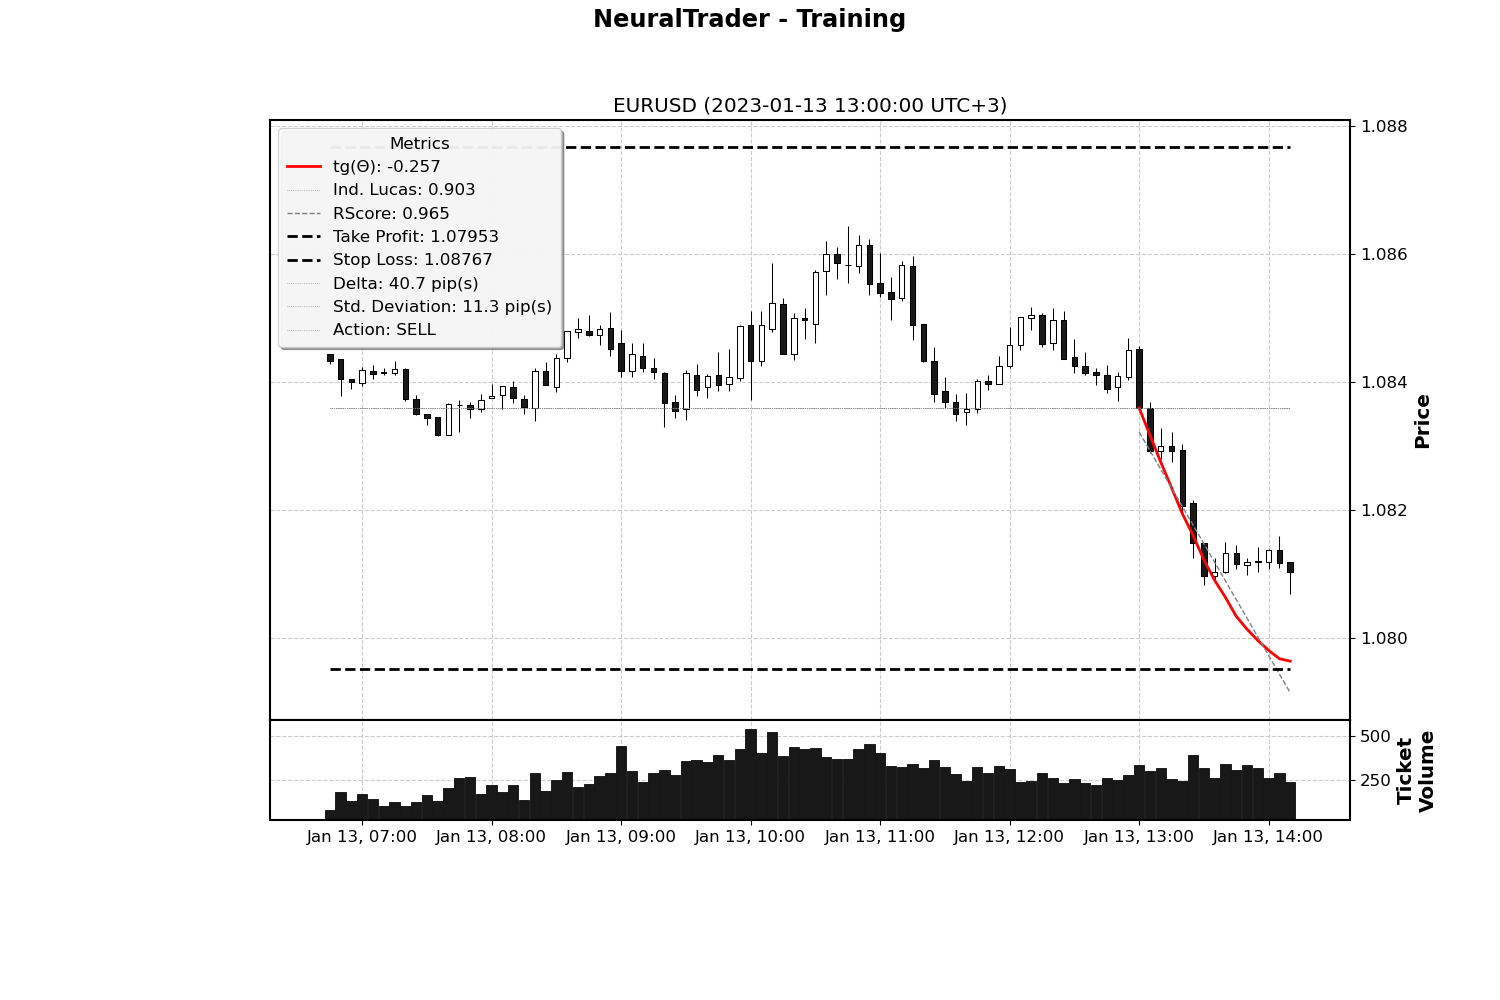 NeuralTrader - Training
EURUSD (2023-01-13 13:00:00 UTC+3)
Metrics
tg(Θ): -0.257
Ind. Lucas: 0.903
RScore: 0.965
Take Profit: 1.07953
Stop Loss: 1.08767
Delta: 40.7 pip(s)
Std. Deviation: 11.3 pip(s)
Action: SELL
1.088
1.086
1.084
1.082
1.080
Price
500
250
Ticket
Volume
Jan 13, 07:00
Jan 13, 08:00
Jan 13, 09:00
Jan 13, 10:00
Jan 13, 11:00
Jan 13, 12:00
Jan 13, 13:00
Jan 13, 14:00